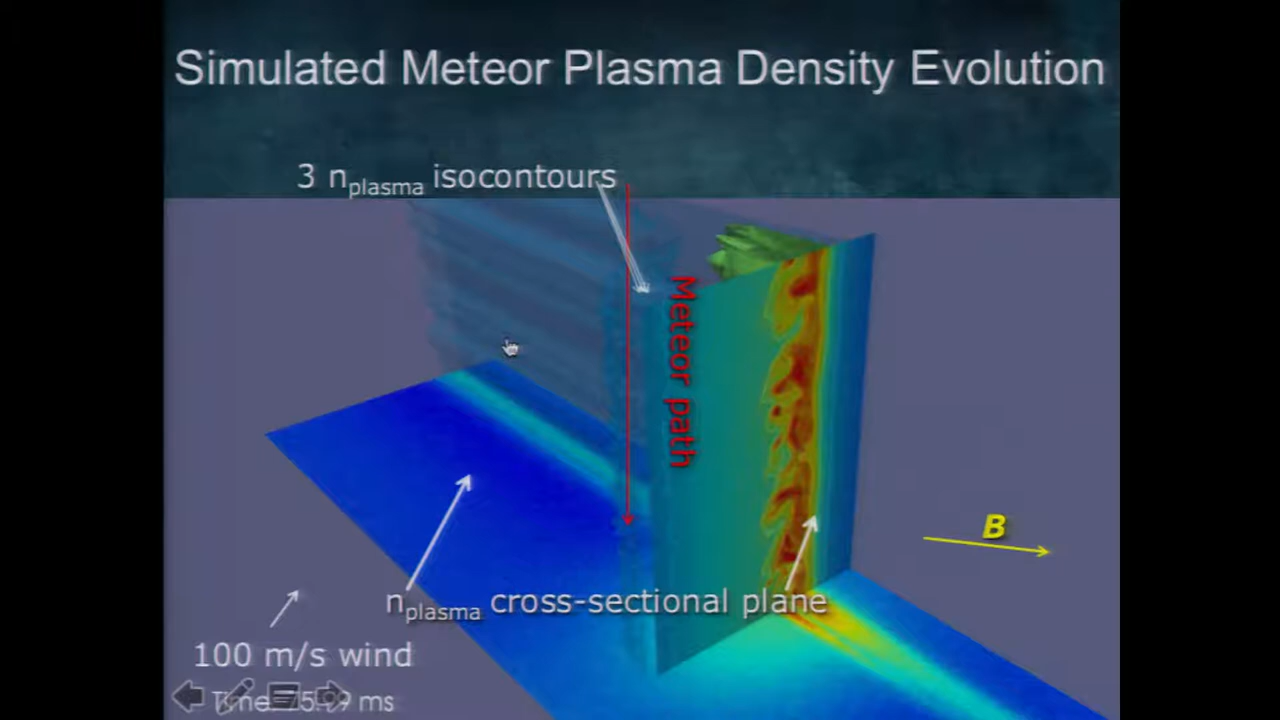 Simulated Meteor Plasma Density Evolution
3 nplasma isocontours
Meteor path
B
nplasma cross-sectional plane
100 m/s wind
ms